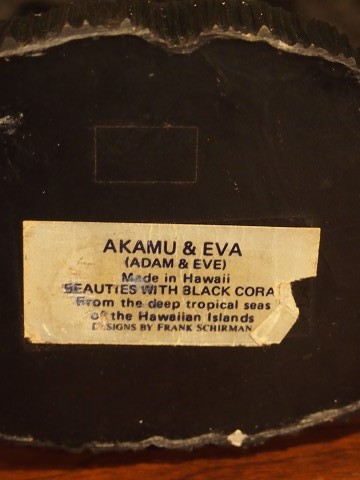 AKAMU & EVA
(ADAM & EVE)
Made in Hawaii
BEAUTIES WITH BLACK CORA
From the deep tropical seas
of the Hawaiian Islands
DESIGNS BY FRANK SCHIRMAN